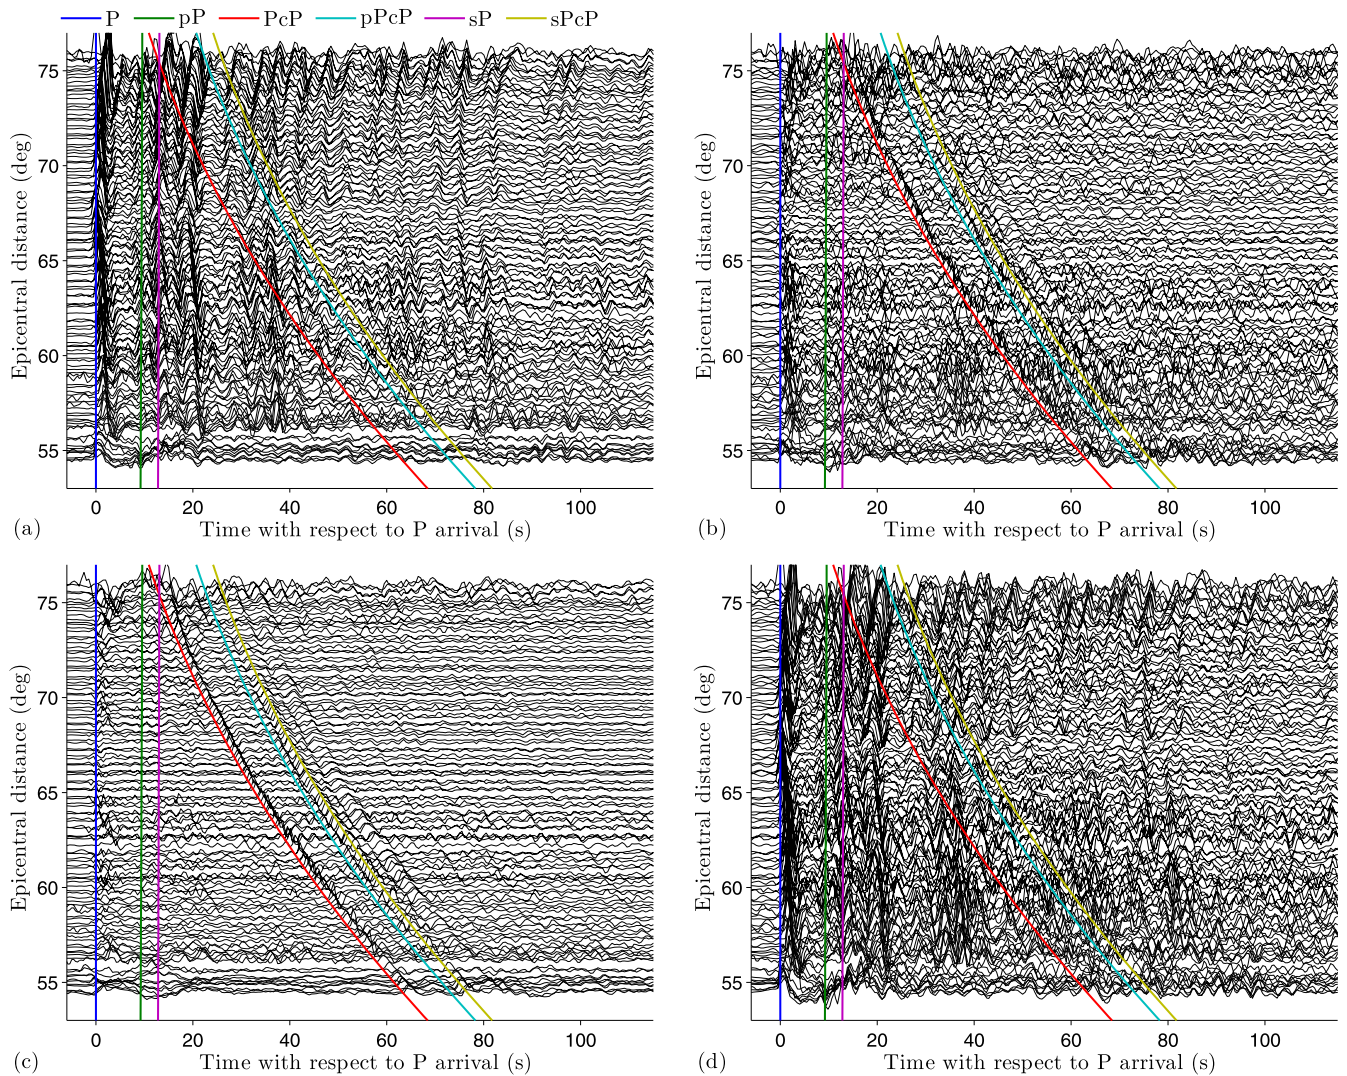 P pP PcP pPcP sP sPcP
75
70
65
60
55
Epicentral distance (deg)
0 20 40 60 80 100
(a) Time with respect to P arrival (s)
75
70
65
60
55
Epicentral distance (deg)
0 20 40 60 80 100
(b) Time with respect to P arrival (s)
75
70
65
60
55
Epicentral distance (deg)
0 20 40 60 80 100
(c) Time with respect to P arrival (s)
75
70
65
60
55
Epicentral distance (deg)
0 20 40 60 80 100
(d) Time with respect to P arrival (s)